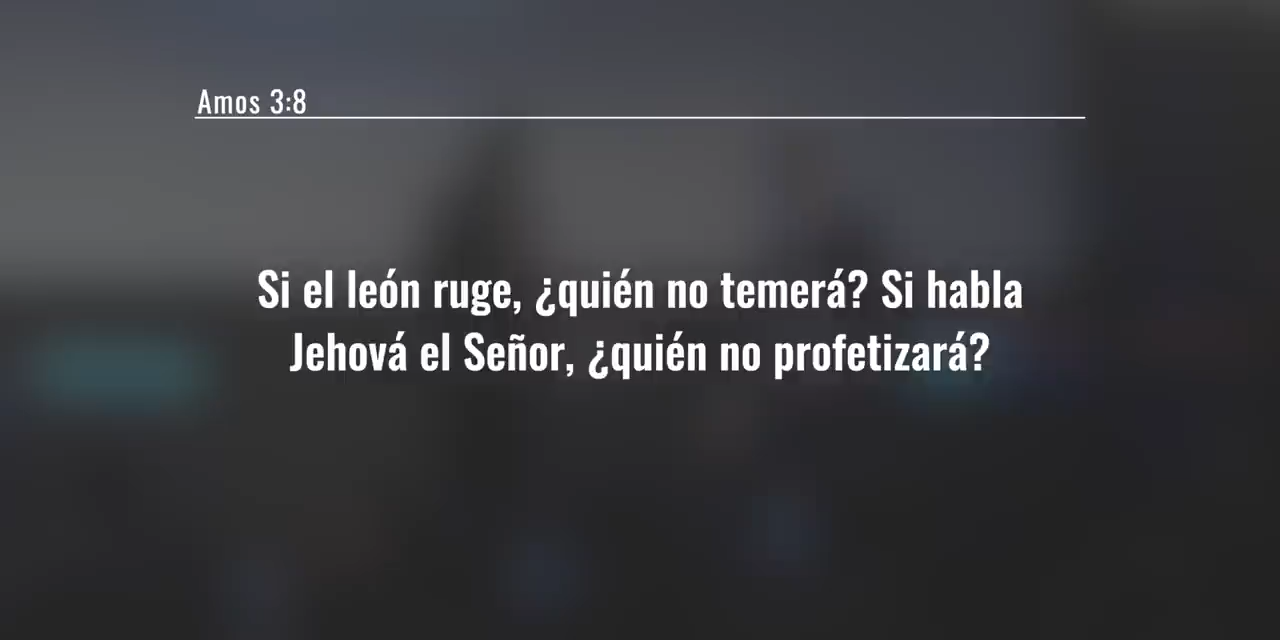 Amos 3:8
Si el león ruge, ¿quién no temerá? Si habla
Jehová el Señor, ¿quién no profetizará?